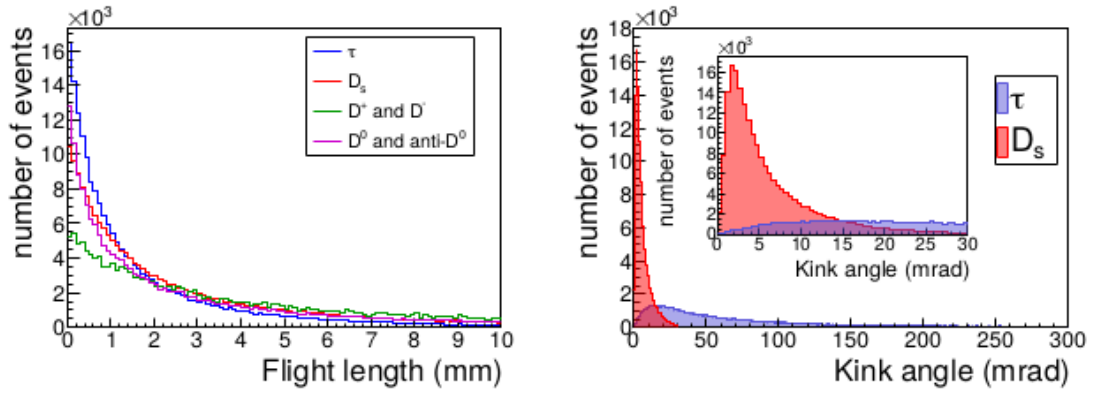 ×10³
number of events
16
14
12
10
8
6
4
2
0
0 1 2 3 4 5 6 7 8 9 10
Flight length (mm)
τ
Dₛ
D⁺ and D⁻
D⁰ and anti-D⁰
×10³
number of events
18
16
14
12
10
8
6
4
2
0
0 50 100 150 200 250 300
Kink angle (mrad)
×10³
number of events
16
14
12
10
8
6
4
2
0
0 5 10 15 20 25 30
Kink angle (mrad)
τ
Dₛ